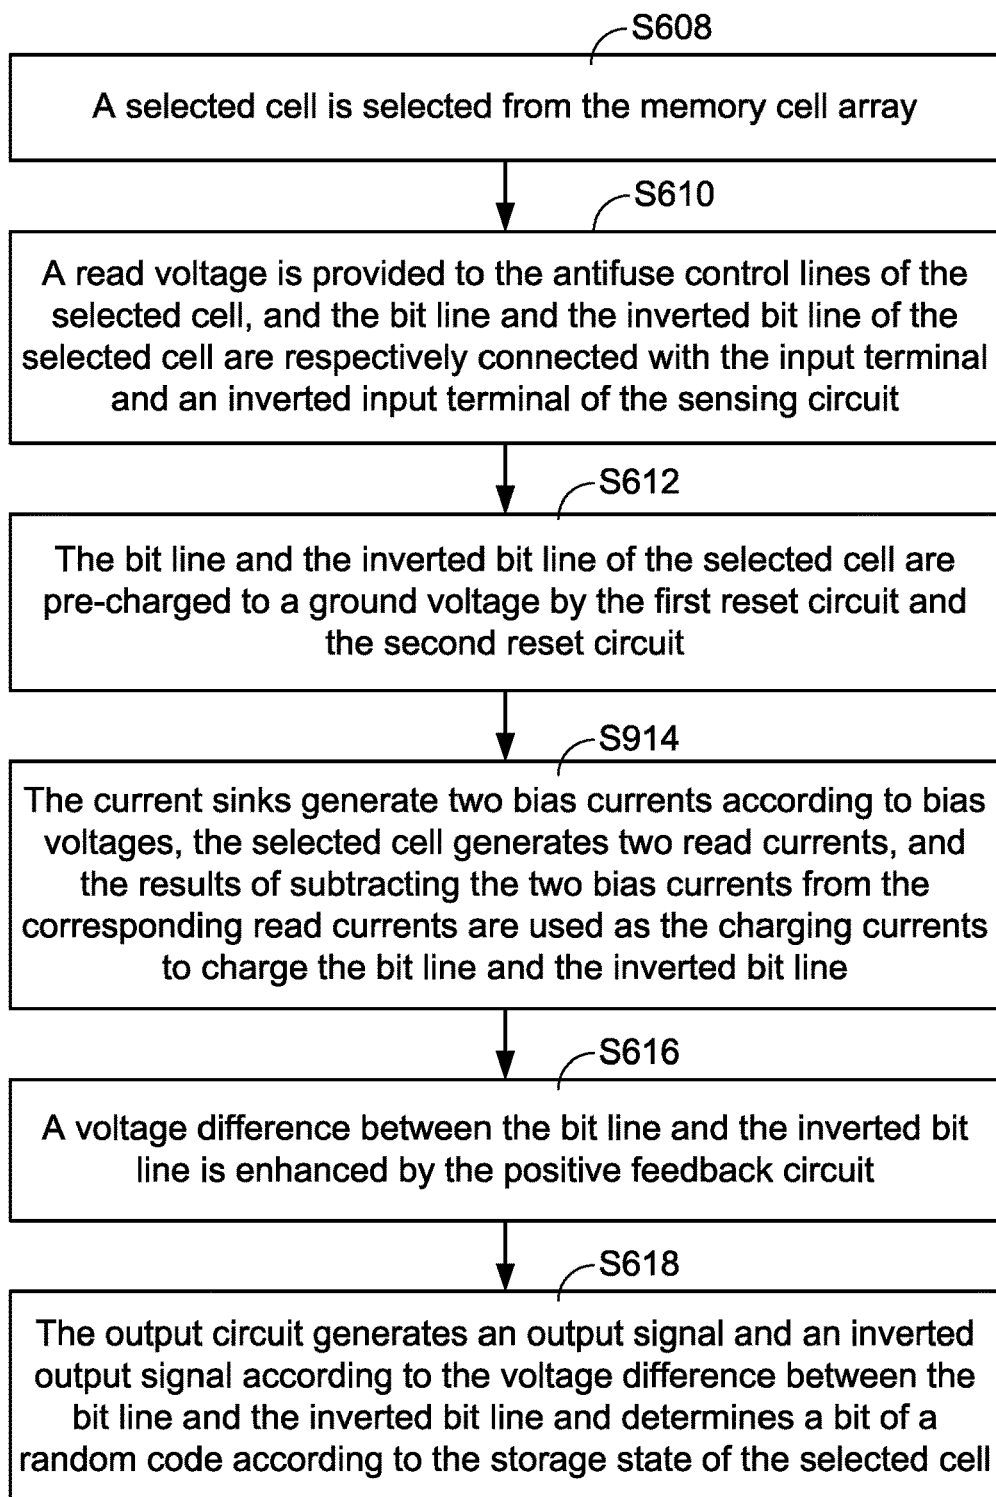 S608
A selected cell is selected from the memory cell array
S610
A read voltage is provided to the antifuse control lines of the
selected cell, and the bit line and the inverted bit line of the
selected cell are respectively connected with the input terminal
and an inverted input terminal of the sensing circuit
S612
The bit line and the inverted bit line of the selected cell are
pre-charged to a ground voltage by the first reset circuit and
the second reset circuit
S914
The current sinks generate two bias currents according to bias
voltages, the selected cell generates two read currents, and
the results of subtracting the two bias currents from the
corresponding read currents are used as the charging currents
to charge the bit line and the inverted bit line
S616
A voltage difference between the bit line and the inverted bit
line is enhanced by the positive feedback circuit
S618
The output circuit generates an output signal and an inverted
output signal according to the voltage difference between the
bit line and the inverted bit line and determines a bit of a
random code according to the storage state of the selected cell